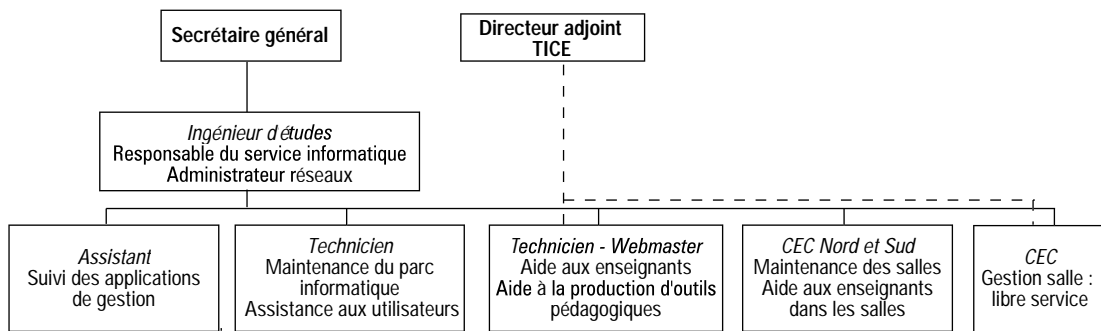 Secrétaire général
Directeur adjoint
TICE
Ingénieur d'études
Responsable du service informatique
Administrateur réseaux
Assistant
Suivi des applications
de gestion
Technicien
Maintenance du parc
informatique
Assistance aux utilisateurs
Technicien - Webmaster
Aide aux enseignants
Aide à la production d'outils
pédagogiques
CEC Nord et Sud
Maintenance des salles
Aide aux enseignants
dans les salles
CEC
Gestion salle :
libre service